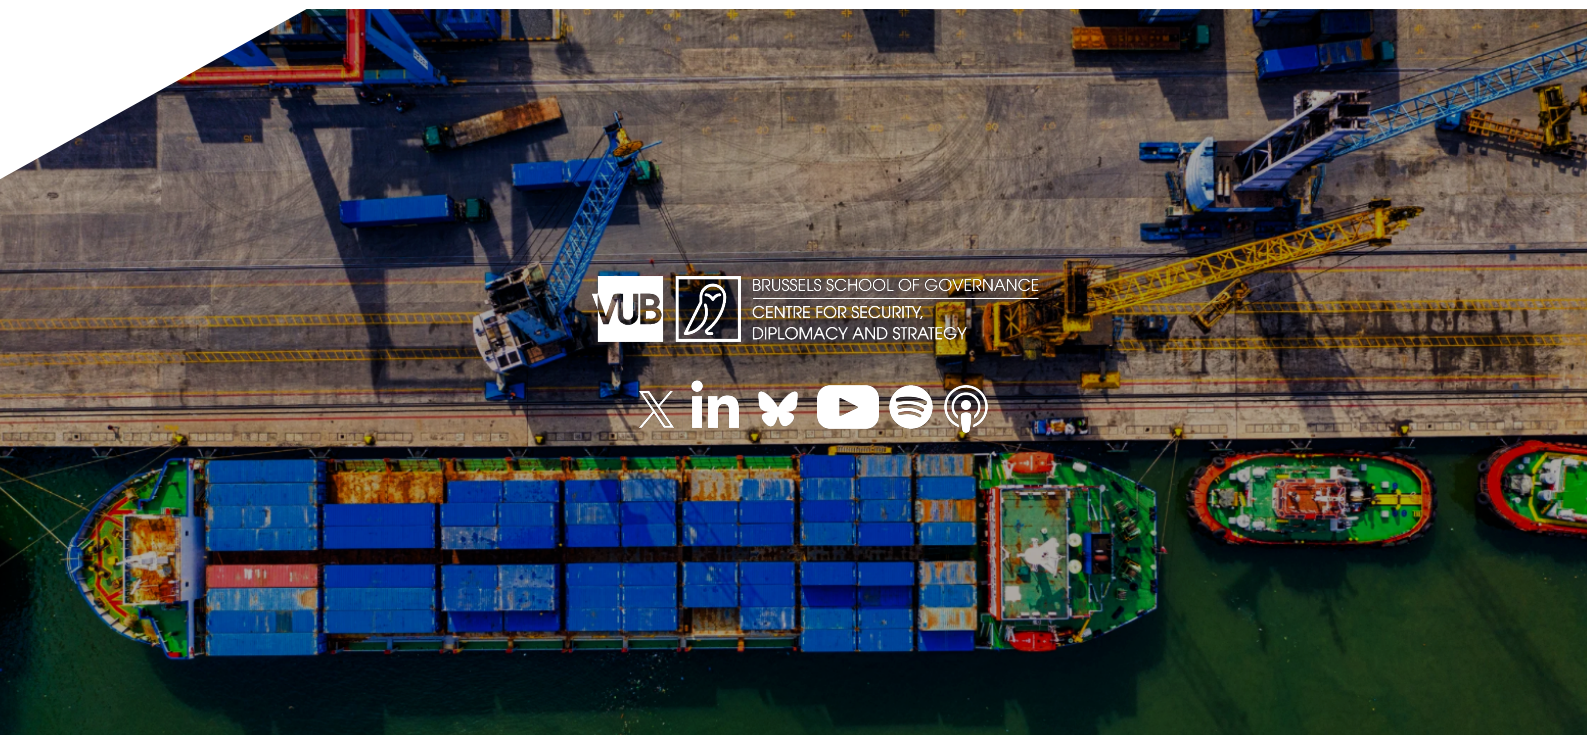 VUB
BRUSSELS SCHOOL OF GOVERNANCE
CENTRE FOR SECURITY,
DIPLOMACY AND STRATEGY